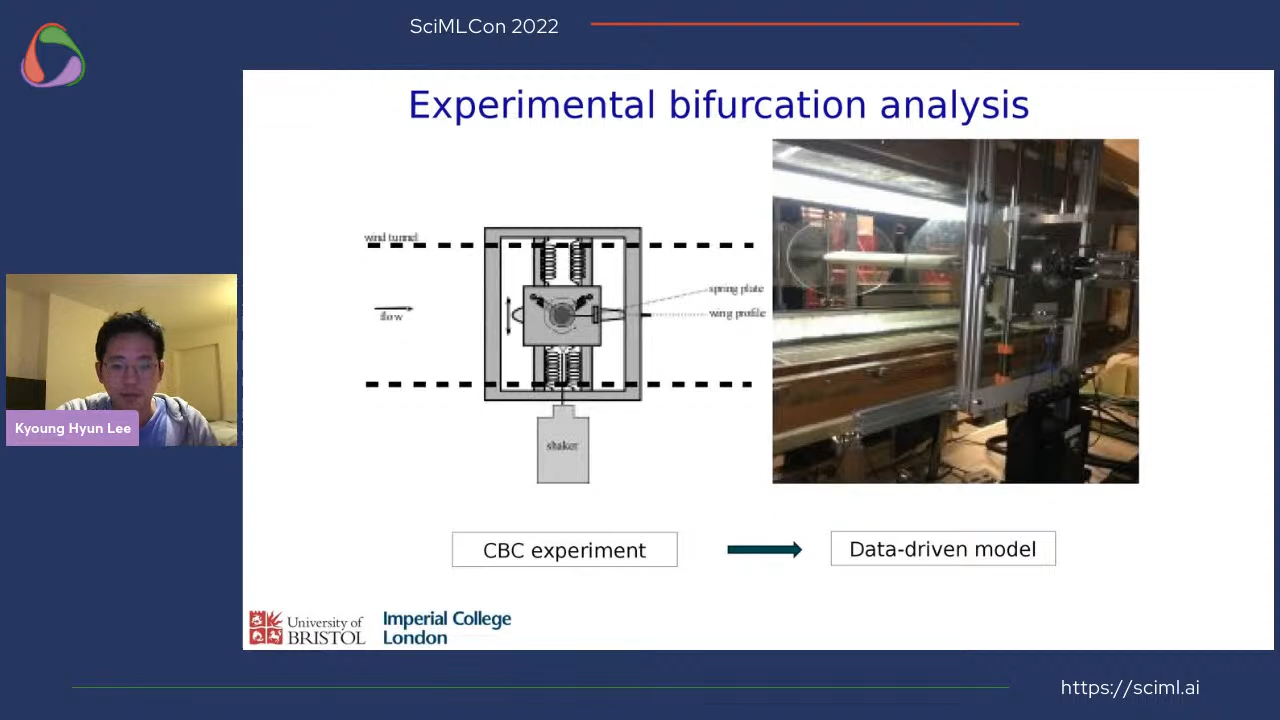 SciMLCon 2022
Experimental bifurcation analysis
wind tunnel
flow
spring plate
wing profile
shaker
Kyoung Hyun Lee
CBC experiment
Data-driven model
University of
BRISTOL
Imperial College
London
https://sciml.ai